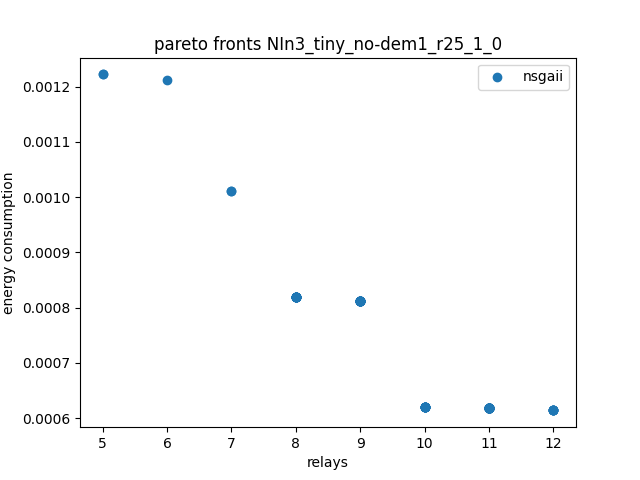 pareto fronts NIn3_tiny_no-dem1_r25_1_0
nsgaii
0.0012
0.0011
0.0010
0.0009
0.0008
0.0007
0.0006
energy consumption
5 6 7 8 9 10 11 12
relays